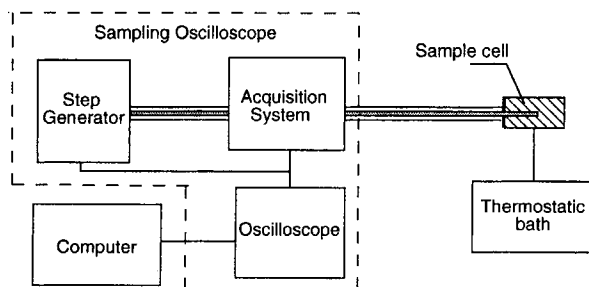 Sampling Oscilloscope
Sample cell
Step
Generator
Acquisition
System
Thermostatic
bath
Computer
Oscilloscope